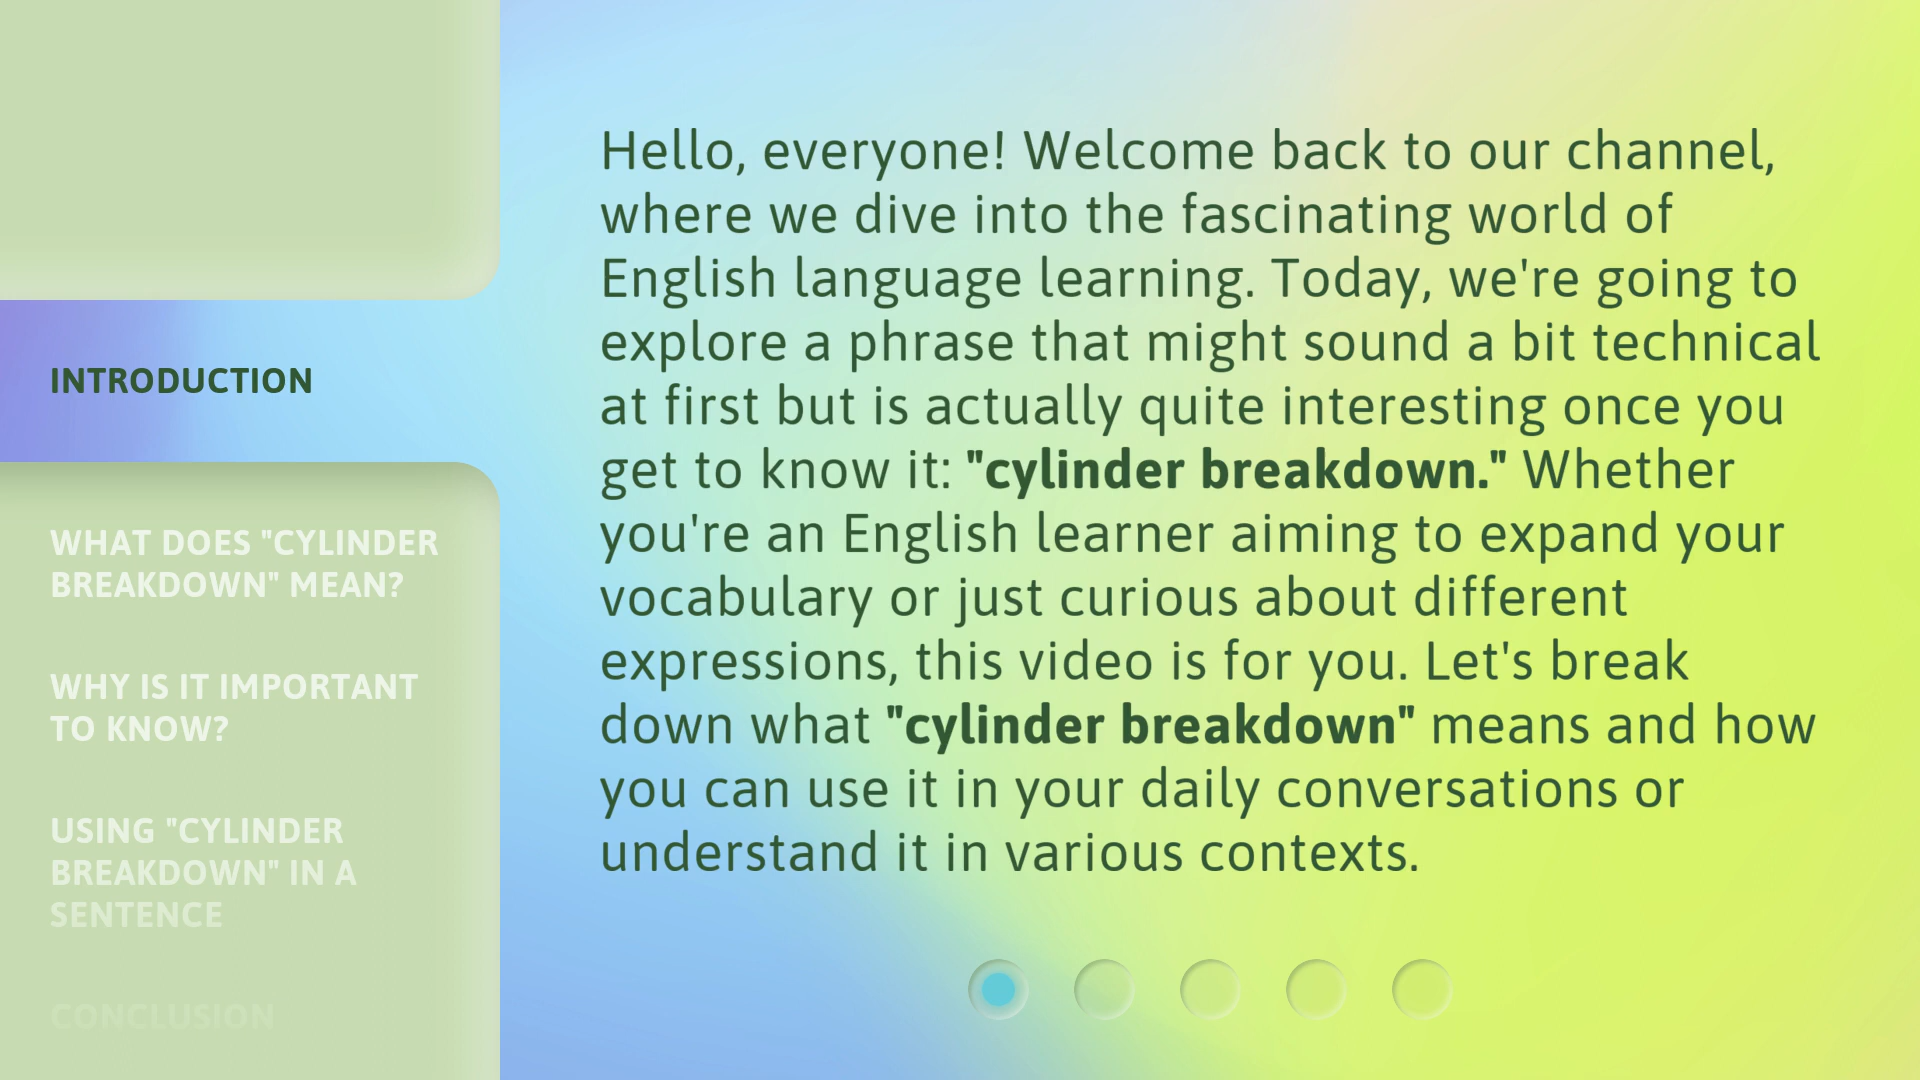 INTRODUCTION
WHAT DOES "CYLINDER
BREAKDOWN" MEAN?
WHY IS IT IMPORTANT
TO KNOW?
USING "CYLINDER
BREAKDOWN" IN A
SENTENCE
CONCLUSION
Hello, everyone! Welcome back to our channel,
where we dive into the fascinating world of
English language learning. Today, we're going to
explore a phrase that might sound a bit technical
at first but is actually quite interesting once you
get to know it: "cylinder breakdown." Whether
you're an English learner aiming to expand your
vocabulary or just curious about different
expressions, this video is for you. Let's break
down what "cylinder breakdown" means and how
you can use it in your daily conversations or
understand it in various contexts.